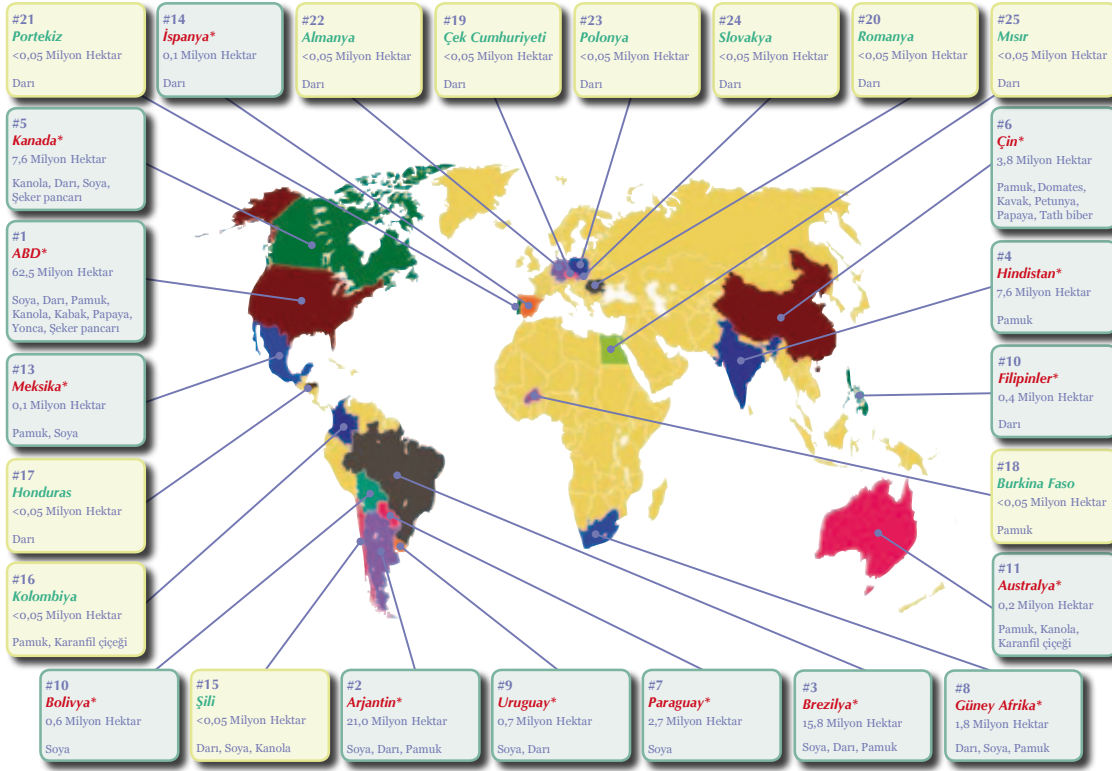 #21
Portekiz
<0,05 Milyon Hektar
Darı
#14
İspanya*
0,1 Milyon Hektar
Darı
#22
Almanya
<0,05 Milyon Hektar
Darı
#19
Çek Cumhuriyeti
<0,05 Milyon Hektar
Darı
#23
Polonya
<0,05 Milyon Hektar
Darı
#24
Slovakya
<0,05 Milyon Hektar
Darı
#20
Romanya
<0,05 Milyon Hektar
Darı
#25
Mısır
<0,05 Milyon Hektar
Darı
#5
Kanada*
7,6 Milyon Hektar
Kanola, Darı, Soya,
Şeker pancarı
#1
ABD*
62,5 Milyon Hektar
Soya, Darı, Pamuk,
Kanola, Kabak, Papaya,
Yonca, Şeker pancarı
#13
Meksika*
0,1 Milyon Hektar
Pamuk, Soya
#17
Honduras
<0,05 Milyon Hektar
Darı
#16
Kolombiya
<0,05 Milyon Hektar
Pamuk, Karanfil çiçeği
#6
Çin*
3,8 Milyon Hektar
Pamuk, Domates,
Kavak, Petunya,
Papaya, Tatlı biber
#4
Hindistan*
7,6 Milyon Hektar
Pamuk
#10
Filipinler*
0,4 Milyon Hektar
Darı
#18
Burkina Faso
<0,05 Milyon Hektar
Pamuk
#11
Avustralya*
0,2 Milyon Hektar
Pamuk, Kanola,
Karanfil çiçeği
#10
Bolivya*
0,6 Milyon Hektar
Soya
#15
Şili
<0,05 Milyon Hektar
Darı, Soya, Kanola
#2
Arjantin*
21,0 Milyon Hektar
Soya, Darı, Pamuk
#9
Uruguay*
0,7 Milyon Hektar
Soya, Darı
#7
Paraguay*
2,7 Milyon Hektar
Soya
#3
Brezilya*
15,8 Milyon Hektar
Soya, Darı, Pamuk
#8
Güney Afrika*
1,8 Milyon Hektar
Darı, Soya, Pamuk